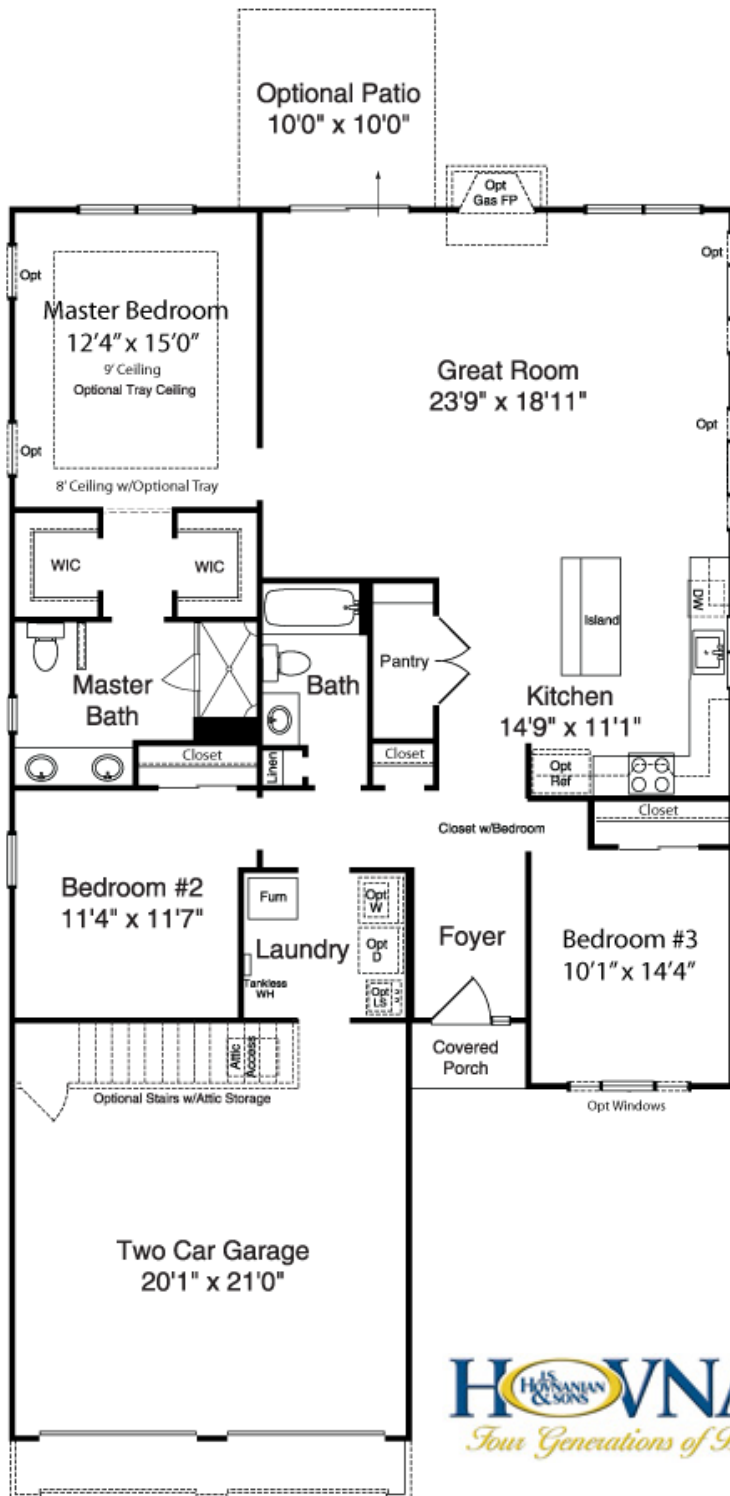 Optional Patio
10'0" x 10'0"
Opt
Gas FP
Opt
Opt
Master Bedroom
12'4" x 15'0"
9' Ceiling
Optional Tray Ceiling
Great Room
23'9" x 18'11"
Opt
Opt
8' Ceiling w/Optional Tray
WIC
WIC
DW
Island
Pantry
Master
Bath
Bath
Kitchen
14'9" x 11'1"
Closet
Linen
Closet
Opt
Ref
Closet
Closet w/Bedroom
Bedroom #2
11'4" x 11'7"
Furn
Opt
W
Laundry
Opt
D
Foyer
Bedroom #3
10'1" x 14'4"
Tankless
WH
Opt
LS
Attic
Access
Covered
Porch
Optional Stairs w/Attic Storage
Opt Windows
Two Car Garage
20'1" x 21'0"
J.S.
HOVNANIAN
& SONS
HOVNA
Four Generations of